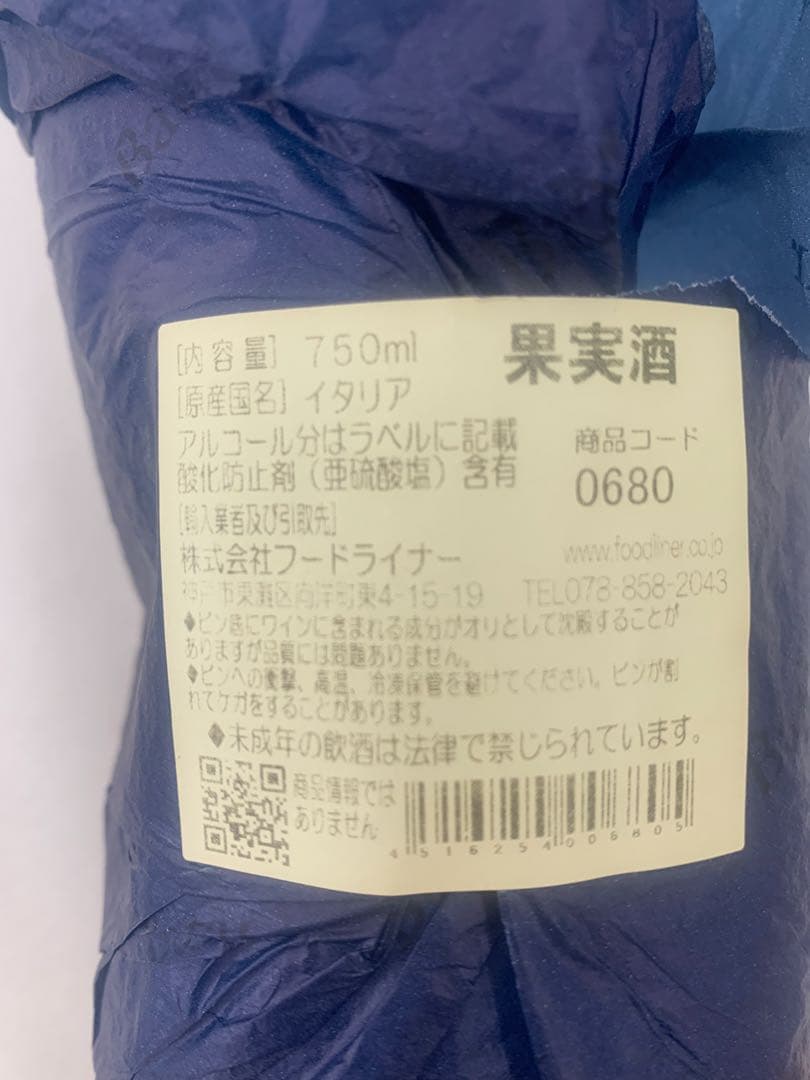 果実酒
[内容量] 750ml
[原産国名] イタリア
アルコール分はラベルに記載
酸化防止剤(亜硫酸塩)含有
商品コード
0680
[輸入業者及び引取先]
株式会社フードライナー
www.foodliner.co.jp
神戸市東灘区向洋町東4-15-19 TEL078-858-2043
◆ビン底にワインに含まれる成分がオリとして沈殿することが
ありますが品質には問題ありません。
◆ビンへの衝撃、高温、冷凍保管を避けてください。ビンが割
れてケガをすることがあります。
◆未成年の飲酒は法律で禁じられています。
商品情報では
ありません
4516254006805